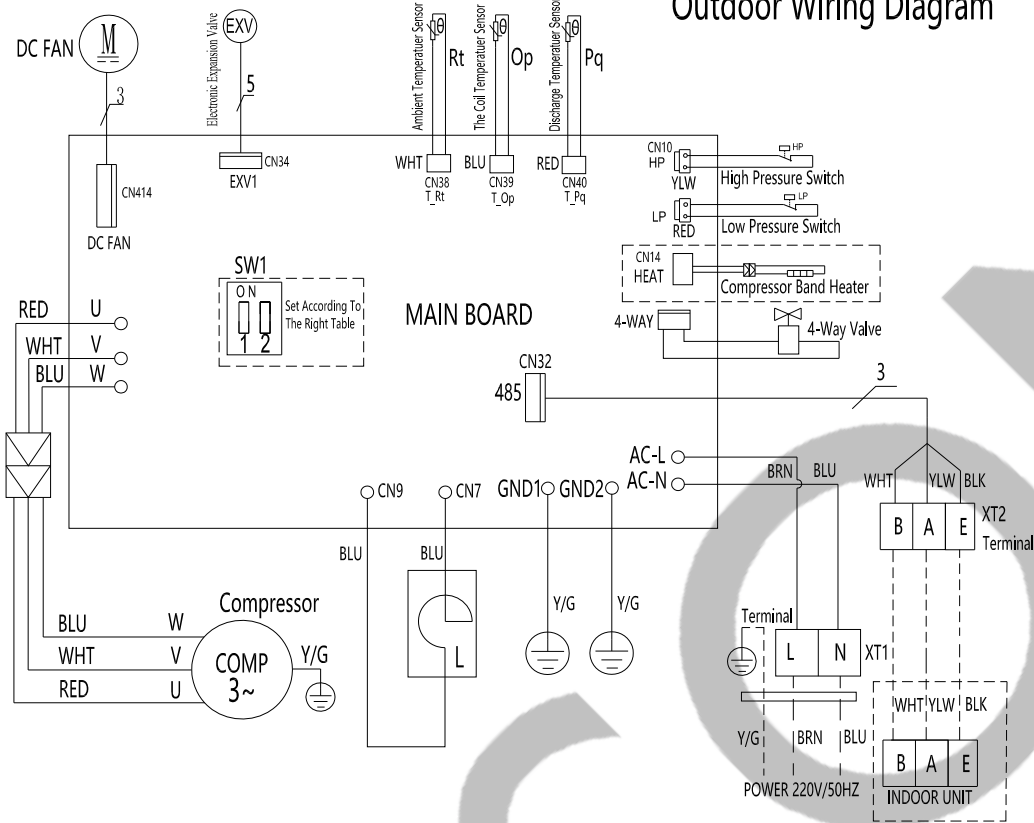 Outdoor Wiring Diagram
DC FAN
M
3
EXV
Electronic Expansion Valve
5
Ambient Temperatuer Sensor
θ
Rt
The Coil Temperatuer Sensor
θ
Op
Discharge Temperatuer Sensor
θ
Pq
CN414
DC FAN
CN34
EXV1
WHT
CN38
T_Rt
BLU
CN39
T_Op
RED
CN40
T_Pq
CN10
HP
YLW
HP
High Pressure Switch
LP
RED
LP
Low Pressure Switch
CN14
HEAT
Compressor Band Heater
4-WAY
4-Way Valve
SW1
ON
1 2
Set According To
The Right Table
MAIN BOARD
RED U
WHT V
BLU W
CN32
485
3
AC-L
AC-N
BRN
BLU
WHT
YLW
BLK
CN9
CN7
GND1
GND2
B A E
XT2
Terminal
BLU
BLU
L
Y/G
Y/G
Compressor
BLU W
WHT V
RED U
COMP
3~
Y/G
Terminal
L N
XT1
Y/G
BRN
BLU
POWER 220V/50HZ
WHT
YLW
BLK
B A E
INDOOR UNIT